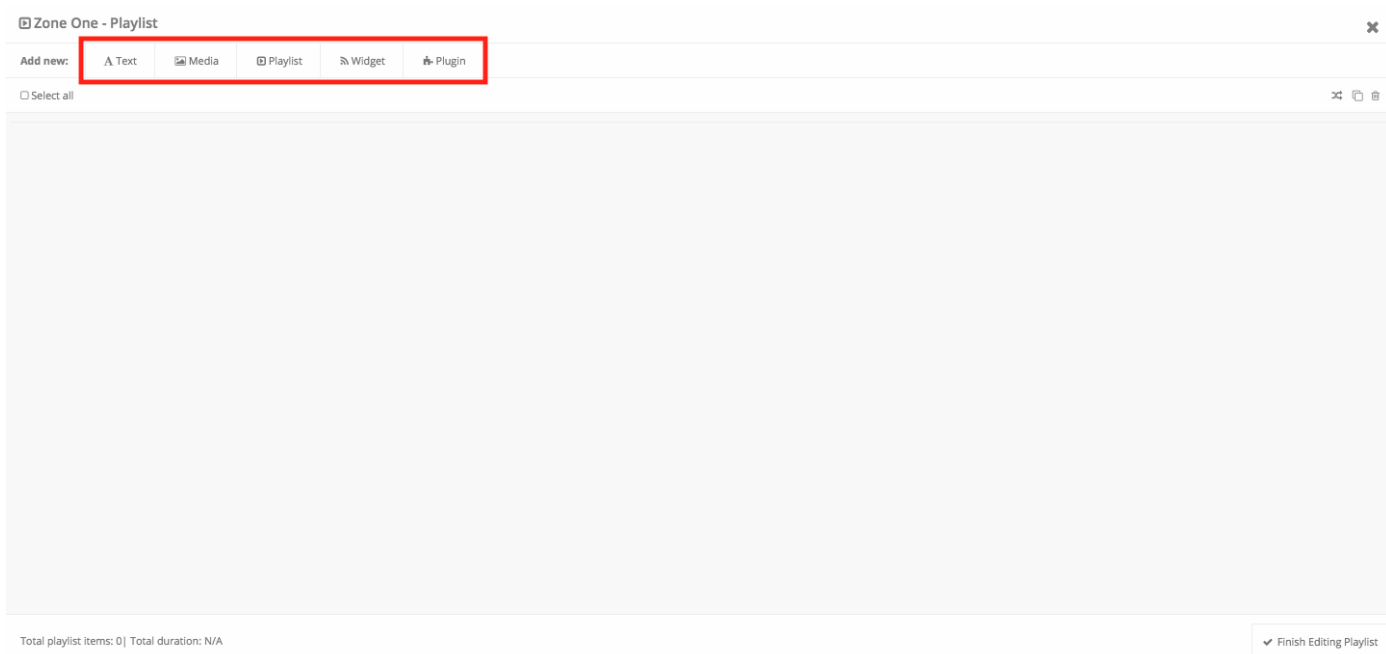 Zone One - Playlist
Add new: Text Media Playlist Widget Plugin
Select all
Total playlist items: 0| Total duration: N/A
Finish Editing Playlist